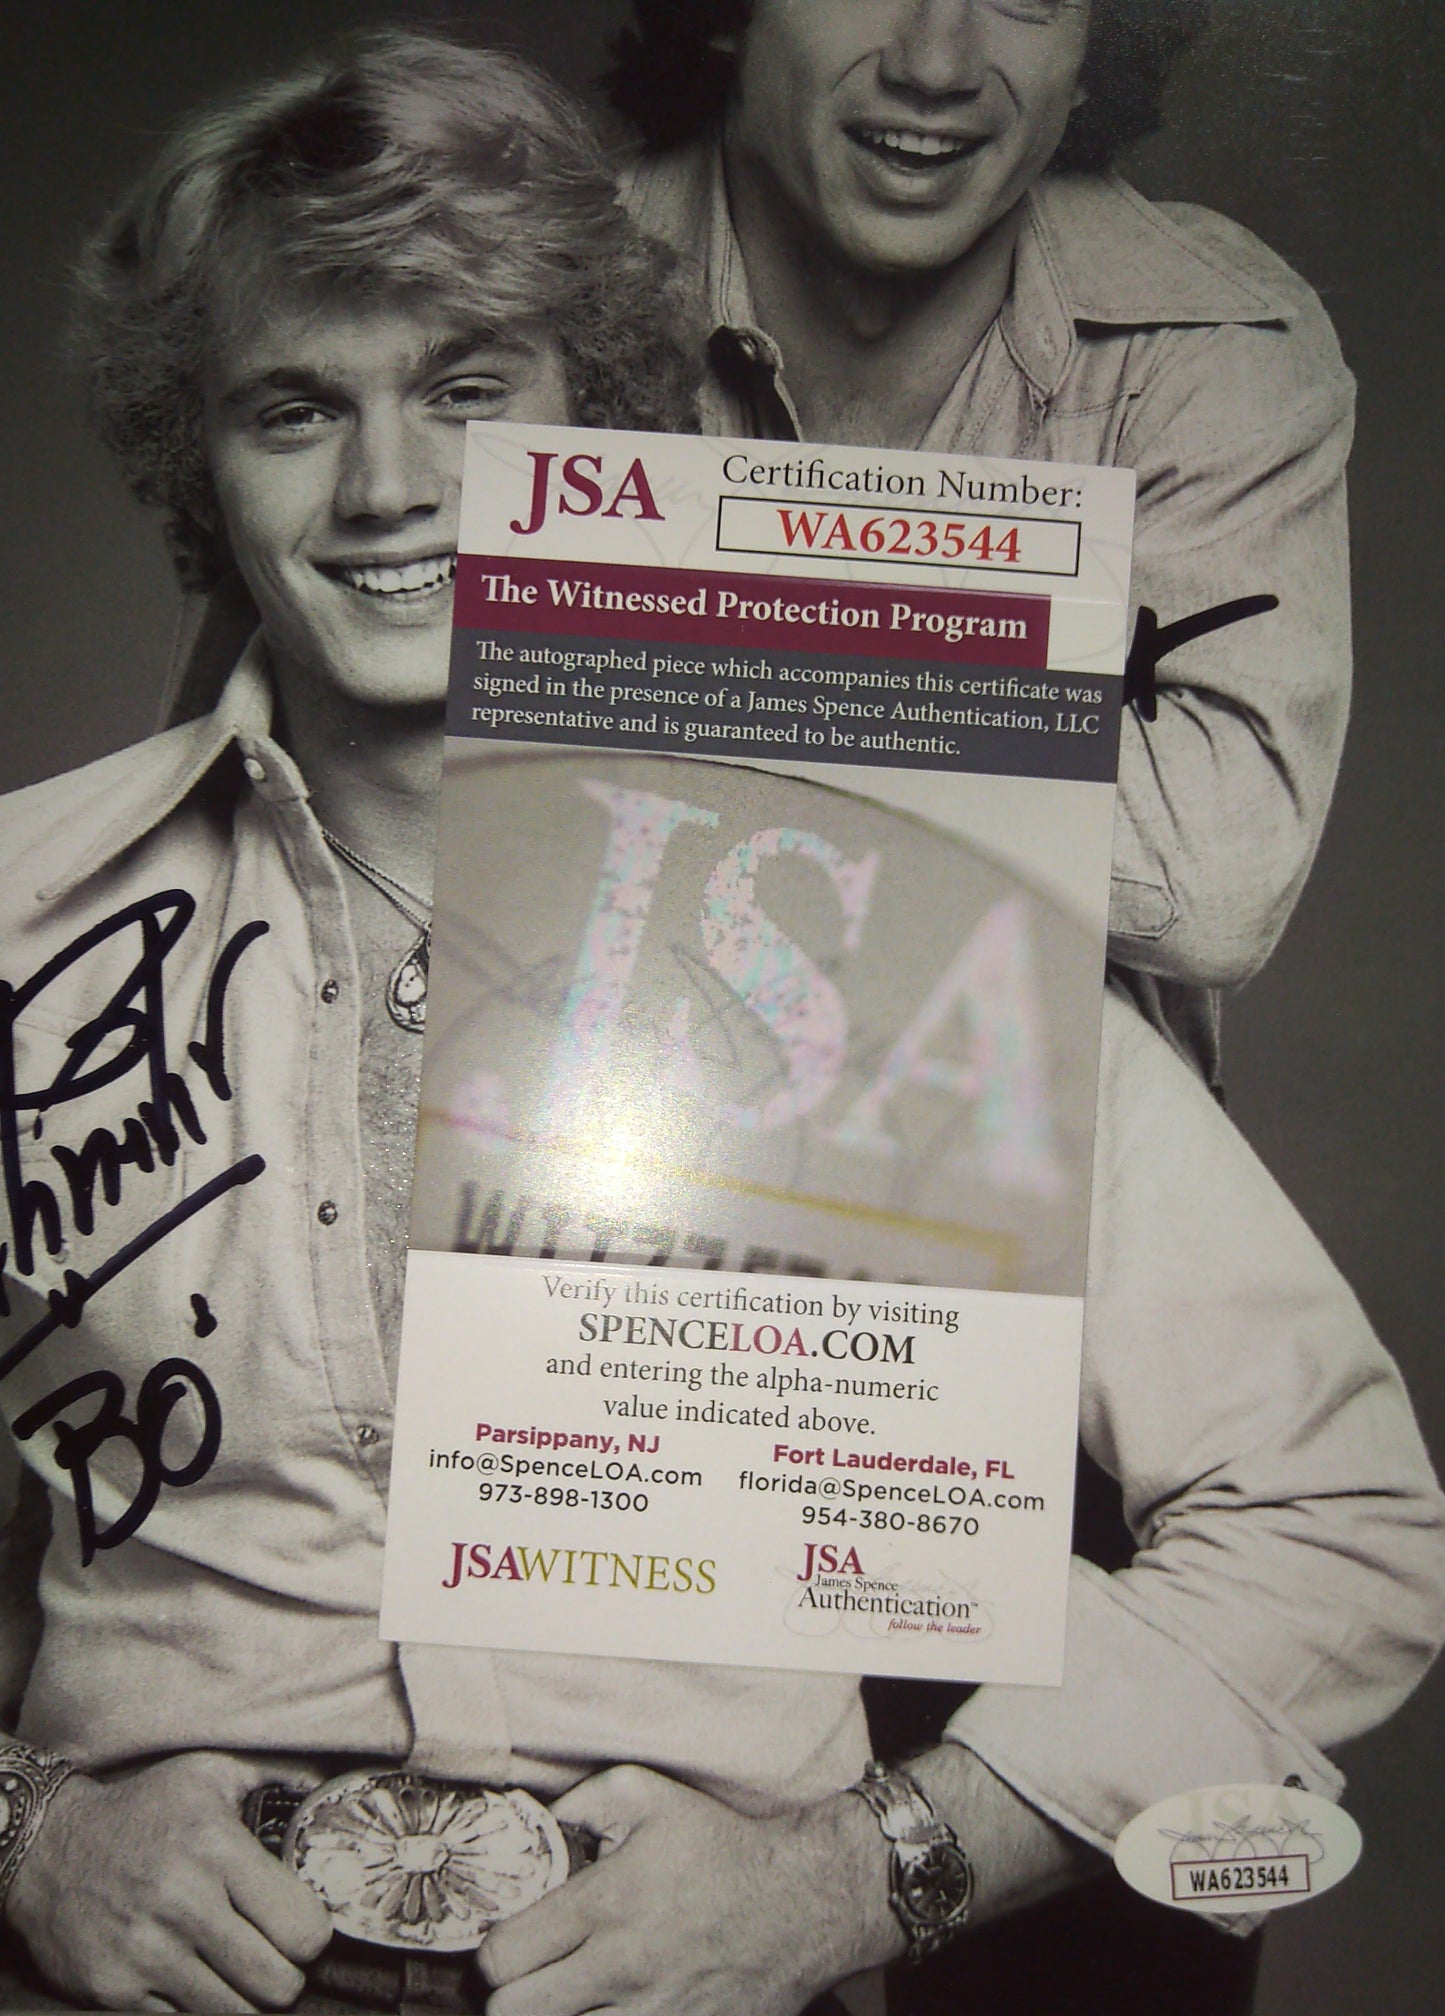 JSA
Certification Number:
WA623544
The Witnessed Protection Program
The autographed piece which accompanies this certificate was
signed in the presence of a James Spence Authentication, LLC
representative and is guaranteed to be authentic.
JSA
Verify this certification by visiting
SPENCELOA.COM
and entering the alpha-numeric
value indicated above.
Parsippany, NJ
info@SpenceLOA.com
973-898-1300
Fort Lauderdale, FL
florida@SpenceLOA.com
954-380-8670
JSAWITNESS
JSA
James Spence
Authentication™
follow the leader
"BO"
JSA
WA623544